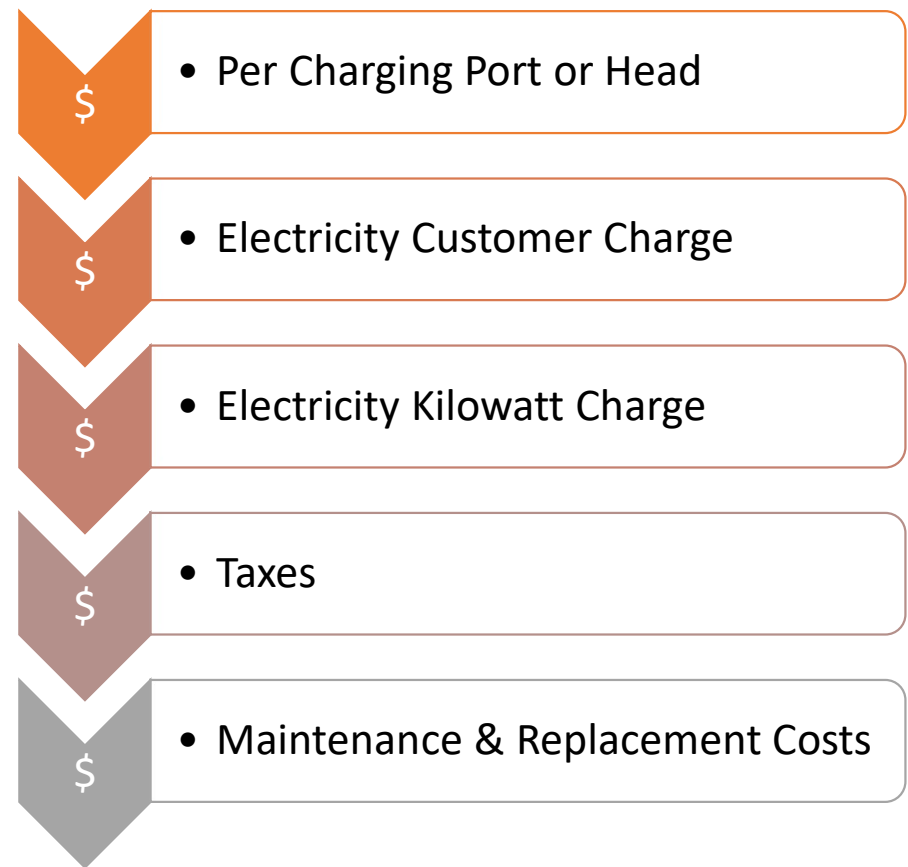 $
• Per Charging Port or Head
$
• Electricity Customer Charge
$
• Electricity Kilowatt Charge
$
• Taxes
$
• Maintenance & Replacement Costs